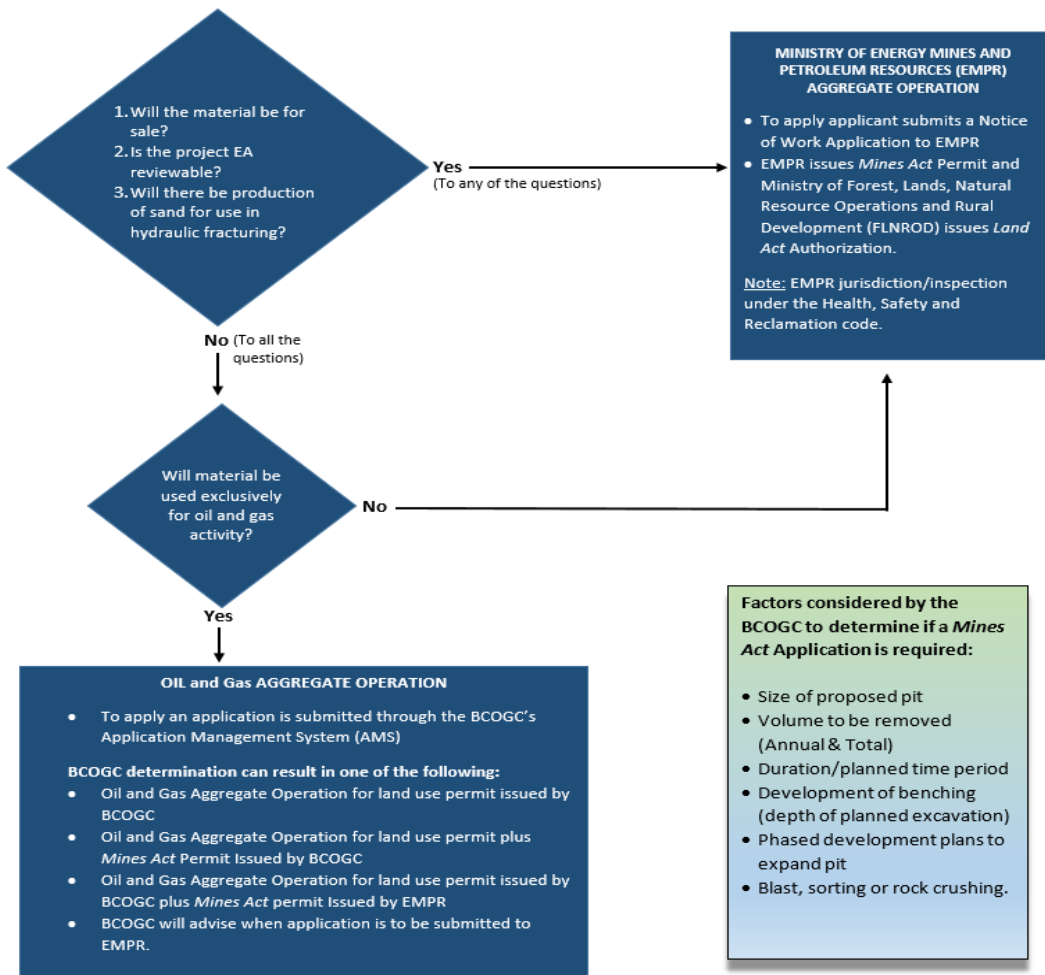 1. Will the material be for
sale?
2. Is the project EA
reviewable?
3. Will there be production
of sand for use in
hydraulic fracturing?
Yes
(To any of the questions)
MINISTRY OF ENERGY MINES AND
PETROLEUM RESOURCES (EMPR)
AGGREGATE OPERATION
• To apply applicant submits a Notice
of Work Application to EMPR
• EMPR issues Mines Act Permit and
Ministry of Forest, Lands, Natural
Resource Operations and Rural
Development (FLNROD) issues Land
Act Authorization.
Note: EMPR jurisdiction/inspection
under the Health, Safety and
Reclamation code.
No (To all the
questions)
Will material be
used exclusively
for oil and gas
activity?
No
Yes
OIL and Gas AGGREGATE OPERATION
• To apply an application is submitted through the BCOGC’s
Application Management System (AMS)
BCOGC determination can result in one of the following:
• Oil and Gas Aggregate Operation for land use permit issued by
BCOGC
• Oil and Gas Aggregate Operation for land use permit plus
Mines Act Permit Issued by BCOGC
• Oil and Gas Aggregate Operation for land use permit issued by
BCOGC plus Mines Act permit Issued by EMPR
• BCOGC will advise when application is to be submitted to
EMPR.
Factors considered by the
BCOGC to determine if a Mines
Act Application is required:
• Size of proposed pit
• Volume to be removed
(Annual & Total)
• Duration/planned time period
• Development of benching
(depth of planned excavation)
• Phased development plans to
expand pit
• Blast, sorting or rock crushing.